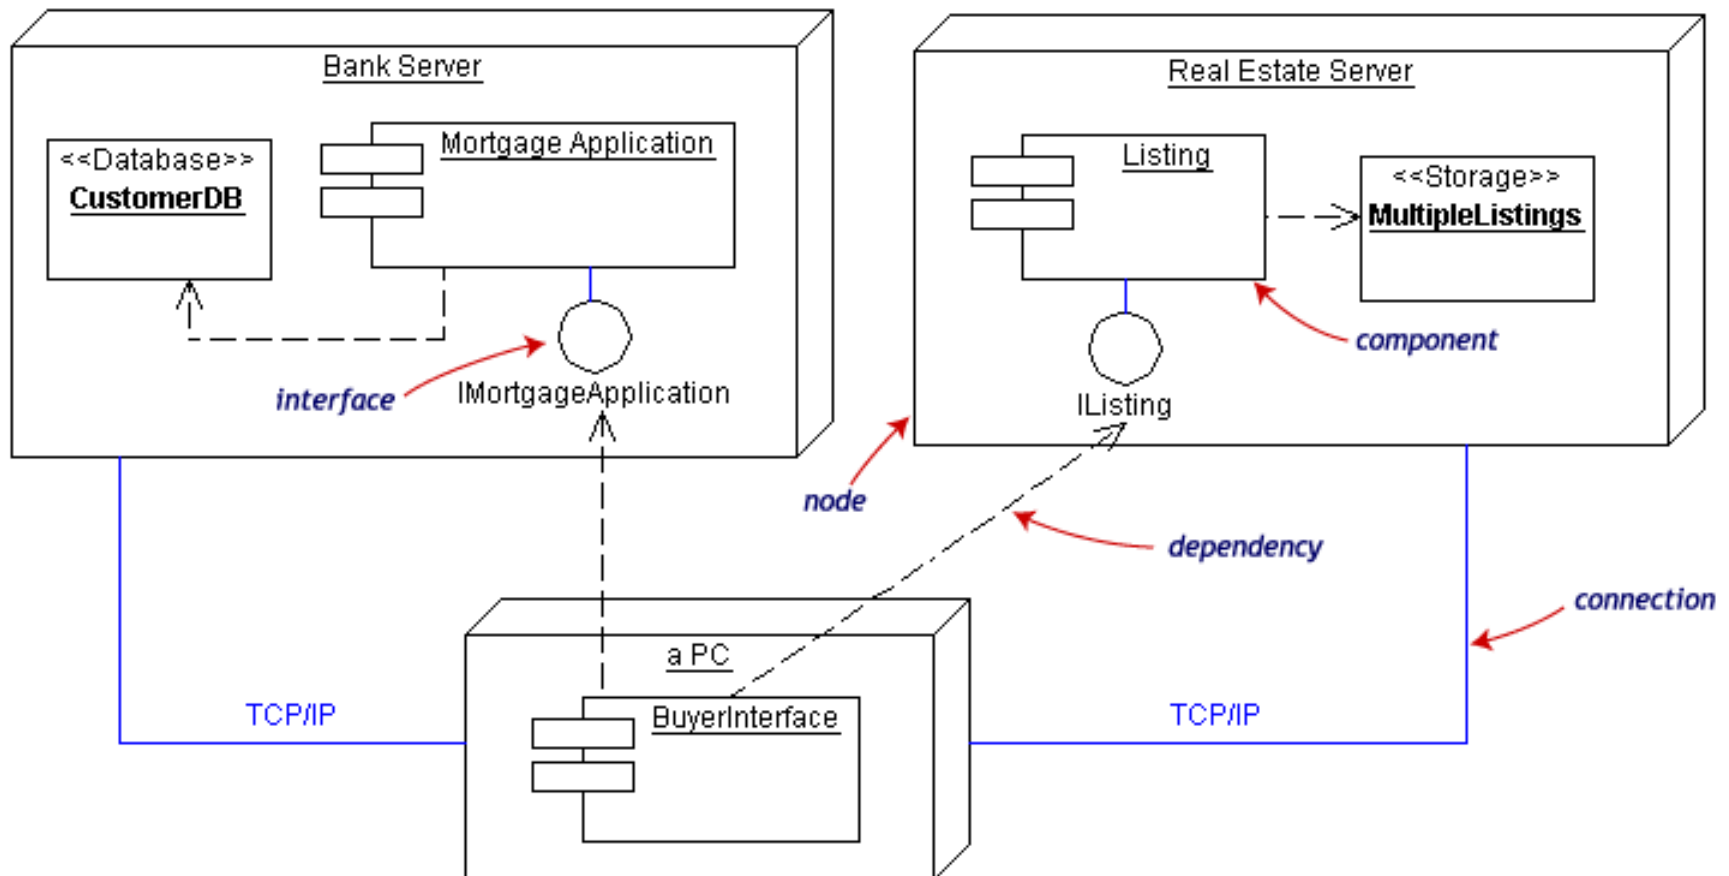 Bank Server
<<Database>>
CustomerDB
Mortgage Application
interface
IMortgageApplication
Real Estate Server
Listing
<<Storage>>
MultipleListings
component
IListing
node
dependency
connection
a PC
BuyerInterface
TCP/IP
TCP/IP